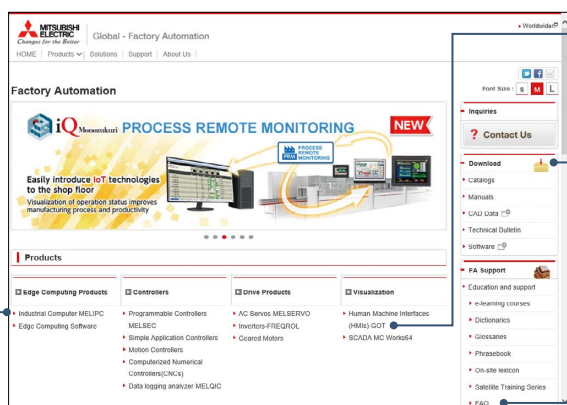 MITSUBISHI
ELECTRIC
Changes for the Better
Global - Factory Automation
Worldwide
HOME Products Solutions Support About Us
Font Size : S M L
Factory Automation
iQ Monozukuri PROCESS REMOTE MONITORING
NEW
PROCESS
REMOTE
MONITORING
PRM
Easily introduce IoT technologies
to the shop floor
Visualization of operation status improves
manufacturing process and productivity
Products
Edge Computing Products
Industrial Computer MELIPC
Edge Computing Software
Controllers
Programmable Controllers
MELSEC
Simple Application Controllers
Motion Controllers
Computerized Numerical
Controllers(CNCs)
Data logging analyzer MELQIC
Drive Products
AC Servos MELSERVO
Invertors-FREQROL
Geared Motors
Visualization
Human Machine Interfaces
(HMIs) GOT
SCADA MC Works64
Inquiries
? Contact Us
Download
Catalogs
Manuals
CAD Data
Technical Bulletin
Software
FA Support
Education and support
e-learning courses
Dictionaries
Glossaries
Phrasebook
On-site lexicon
Satellite Training Series
FAQ